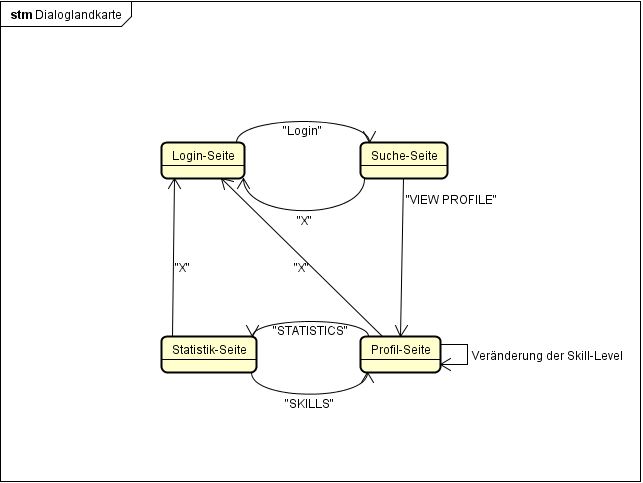 stm Dialoglandkarte
"Login"
Login-Seite
Suche-Seite
"X"
"VIEW PROFILE"
"X"
"X"
"STATISTICS"
Statistik-Seite
Profil-Seite
Veränderung der Skill-Level
"SKILLS"